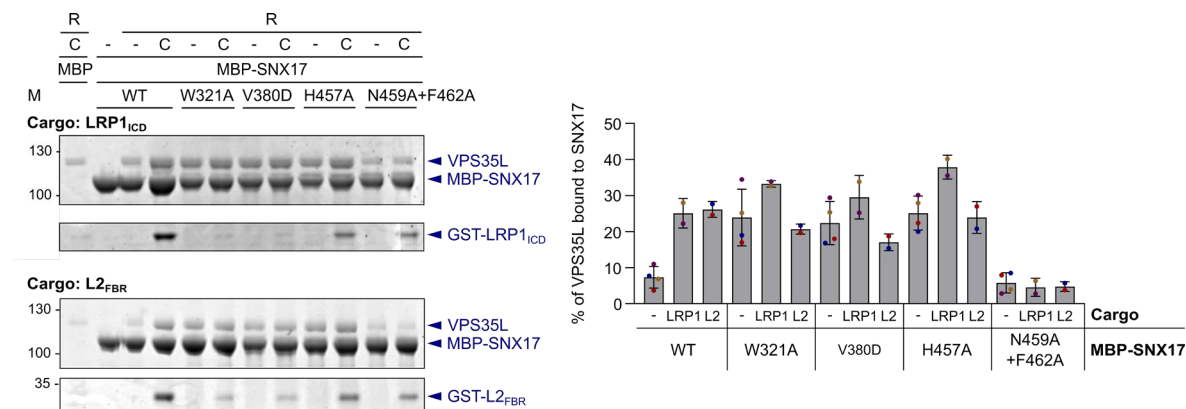 R R
C - - C - C - C - C - C
MBP MBP-SNX17
M WT W321A V380D H457A N459A+F462A
Cargo: LRP1ICD
130
VPS35L
MBP-SNX17
100
GST-LRP1ICD
Cargo: L2FBR
130
VPS35L
MBP-SNX17
100
35
GST-L2FBR
% of VPS35L bound to SNX17
50
40
30
20
10
0
- LRP1 L2 - LRP1 L2 - LRP1 L2 - LRP1 L2 - LRP1 L2 Cargo
WT W321A V380D H457A N459A +F462A MBP-SNX17